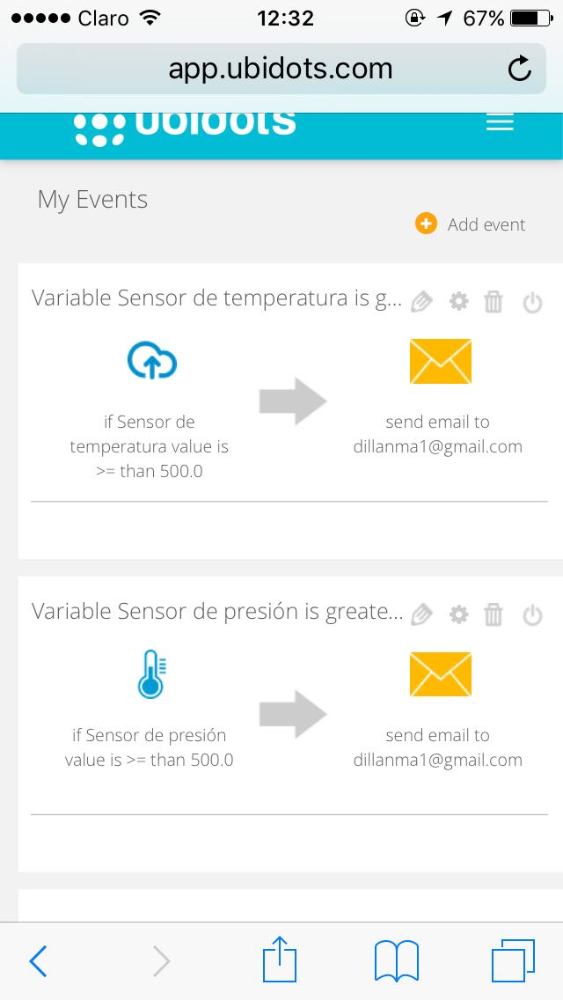 Claro 12:32 67%
app.ubidots.com
ubidots
My Events
Add event
Variable Sensor de temperatura is g...
if Sensor de
temperatura value is
>= than 500.0
send email to
dillanma1@gmail.com
Variable Sensor de presión is greate...
if Sensor de presión
value is >= than 500.0
send email to
dillanma1@gmail.com